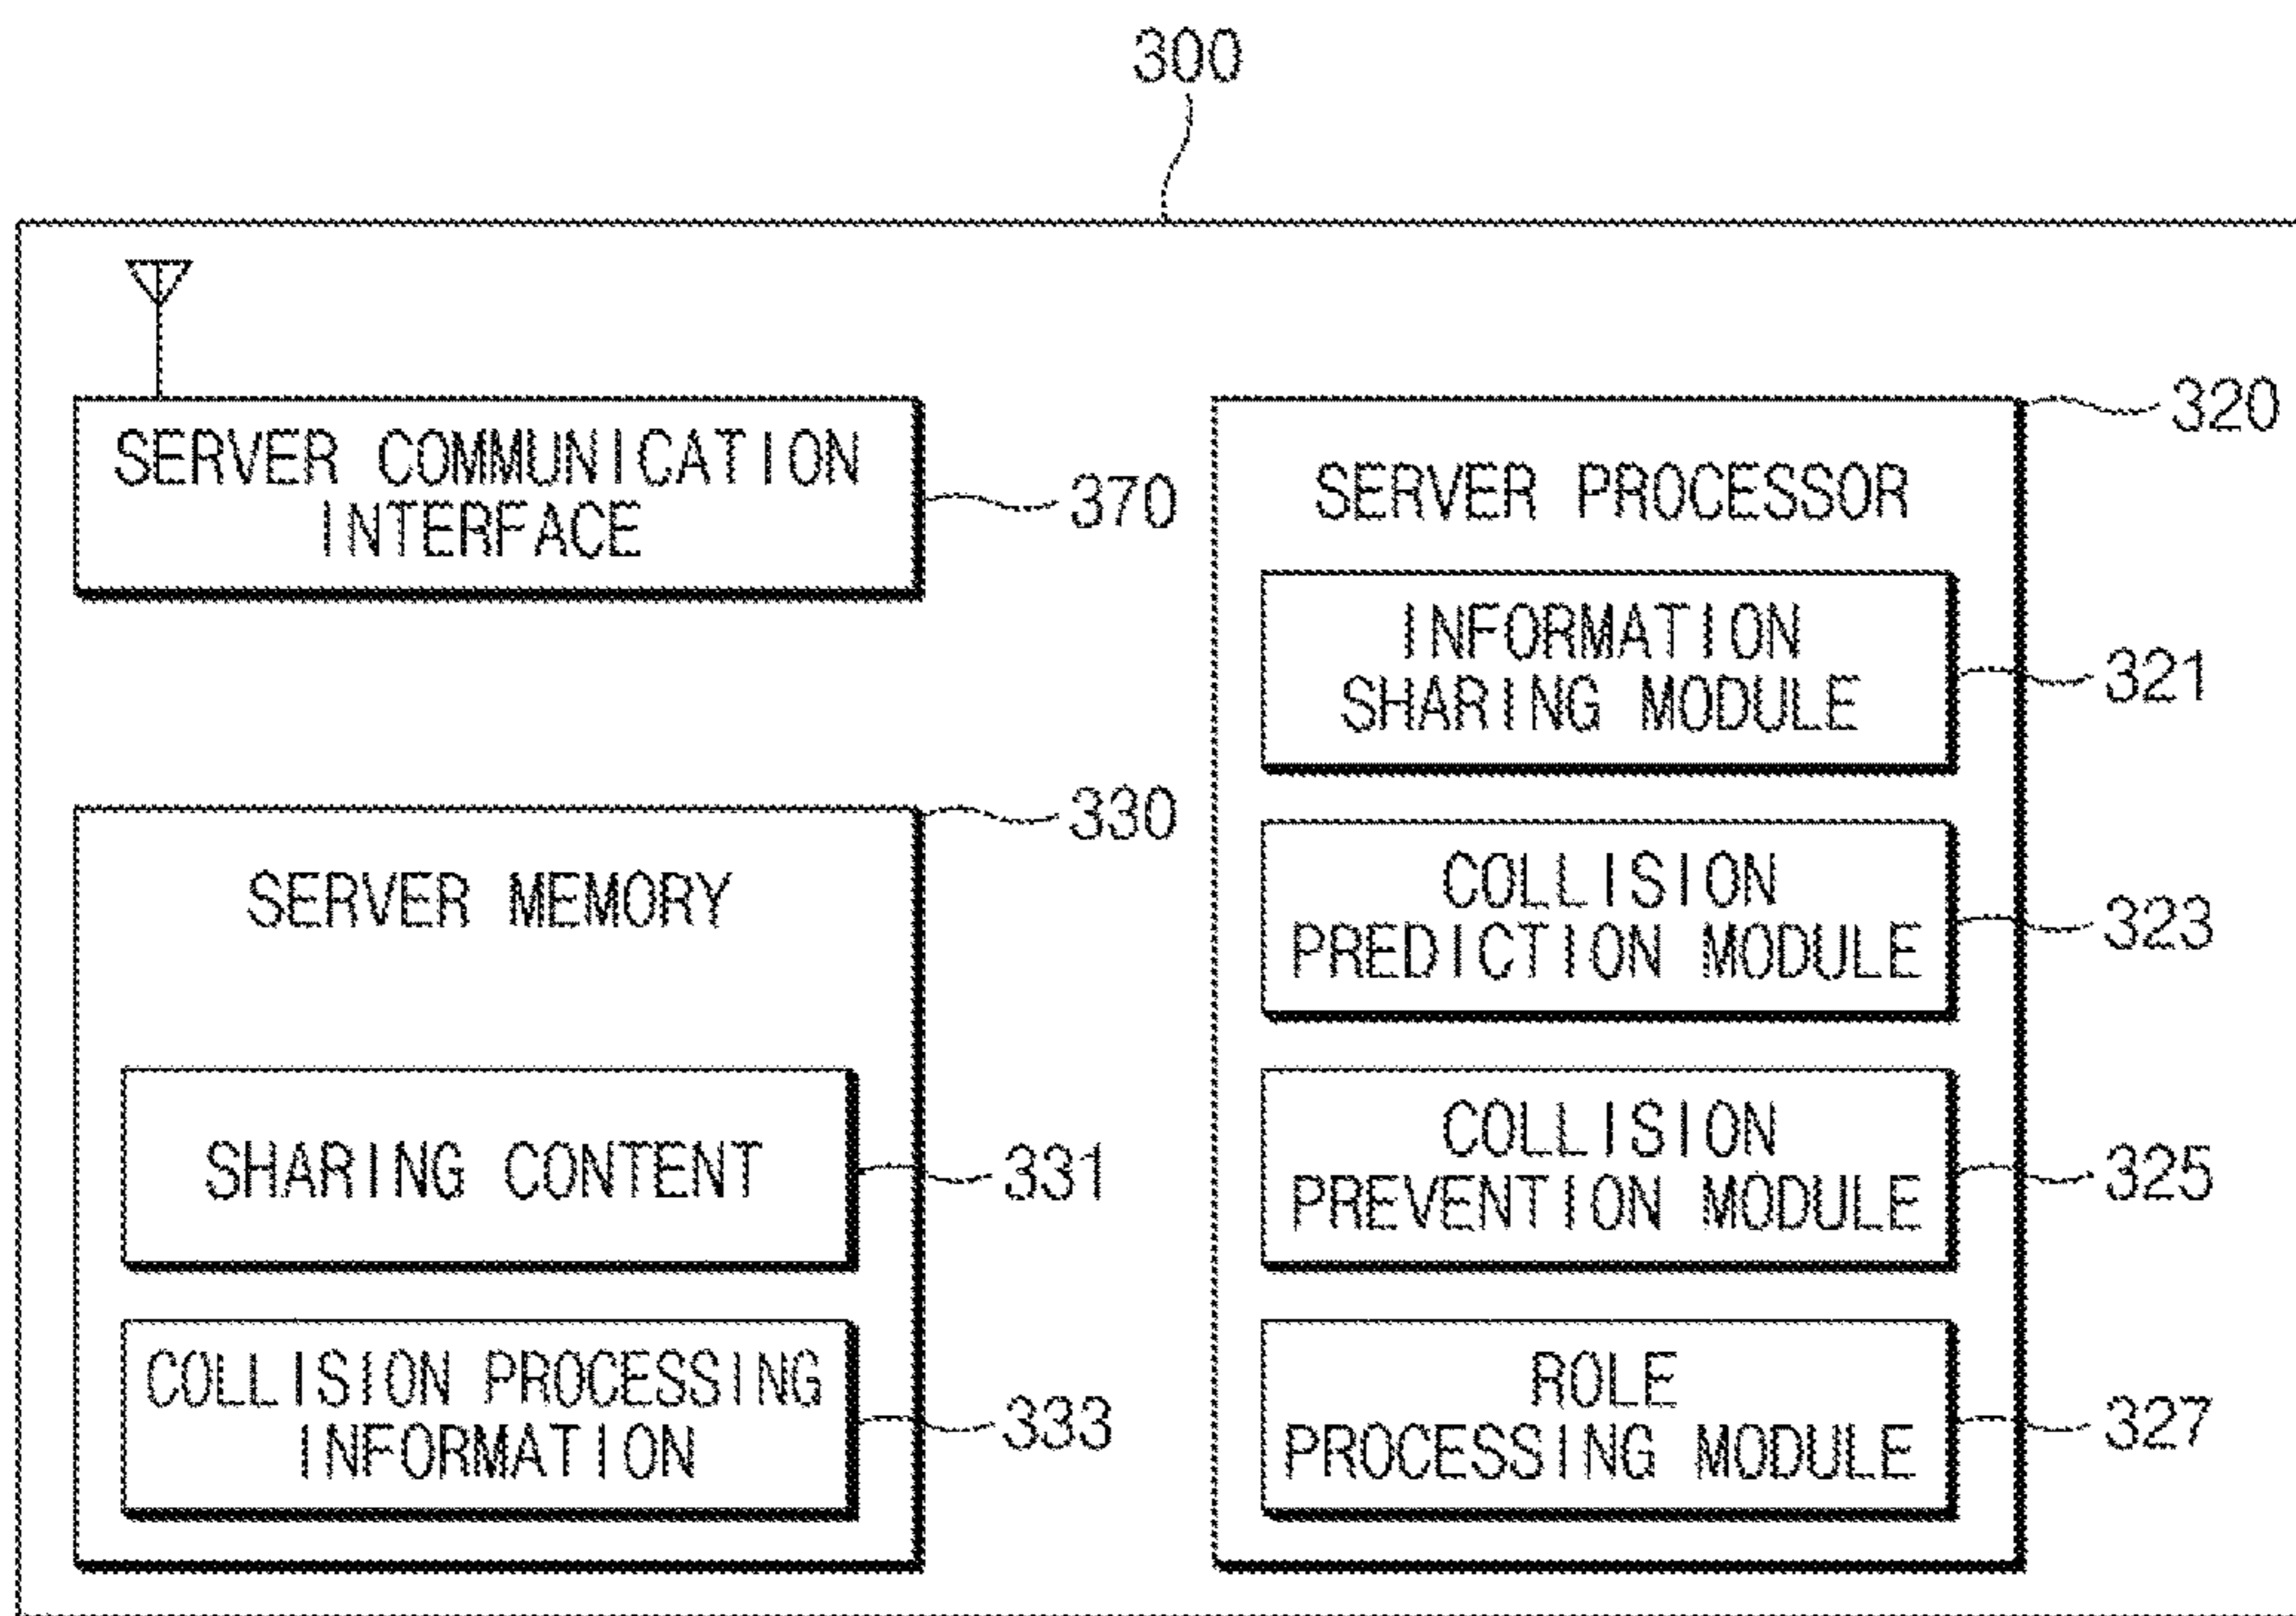 300
SERVER COMMUNICATION
INTERFACE
370
330
SERVER MEMORY
SHARING CONTENT
331
COLLISION PROCESSING
INFORMATION
333
320
SERVER PROCESSOR
INFORMATION
SHARING MODULE
321
COLLISION
PREDICTION MODULE
323
COLLISION
PREVENTION MODULE
325
ROLE
PROCESSING MODULE
327